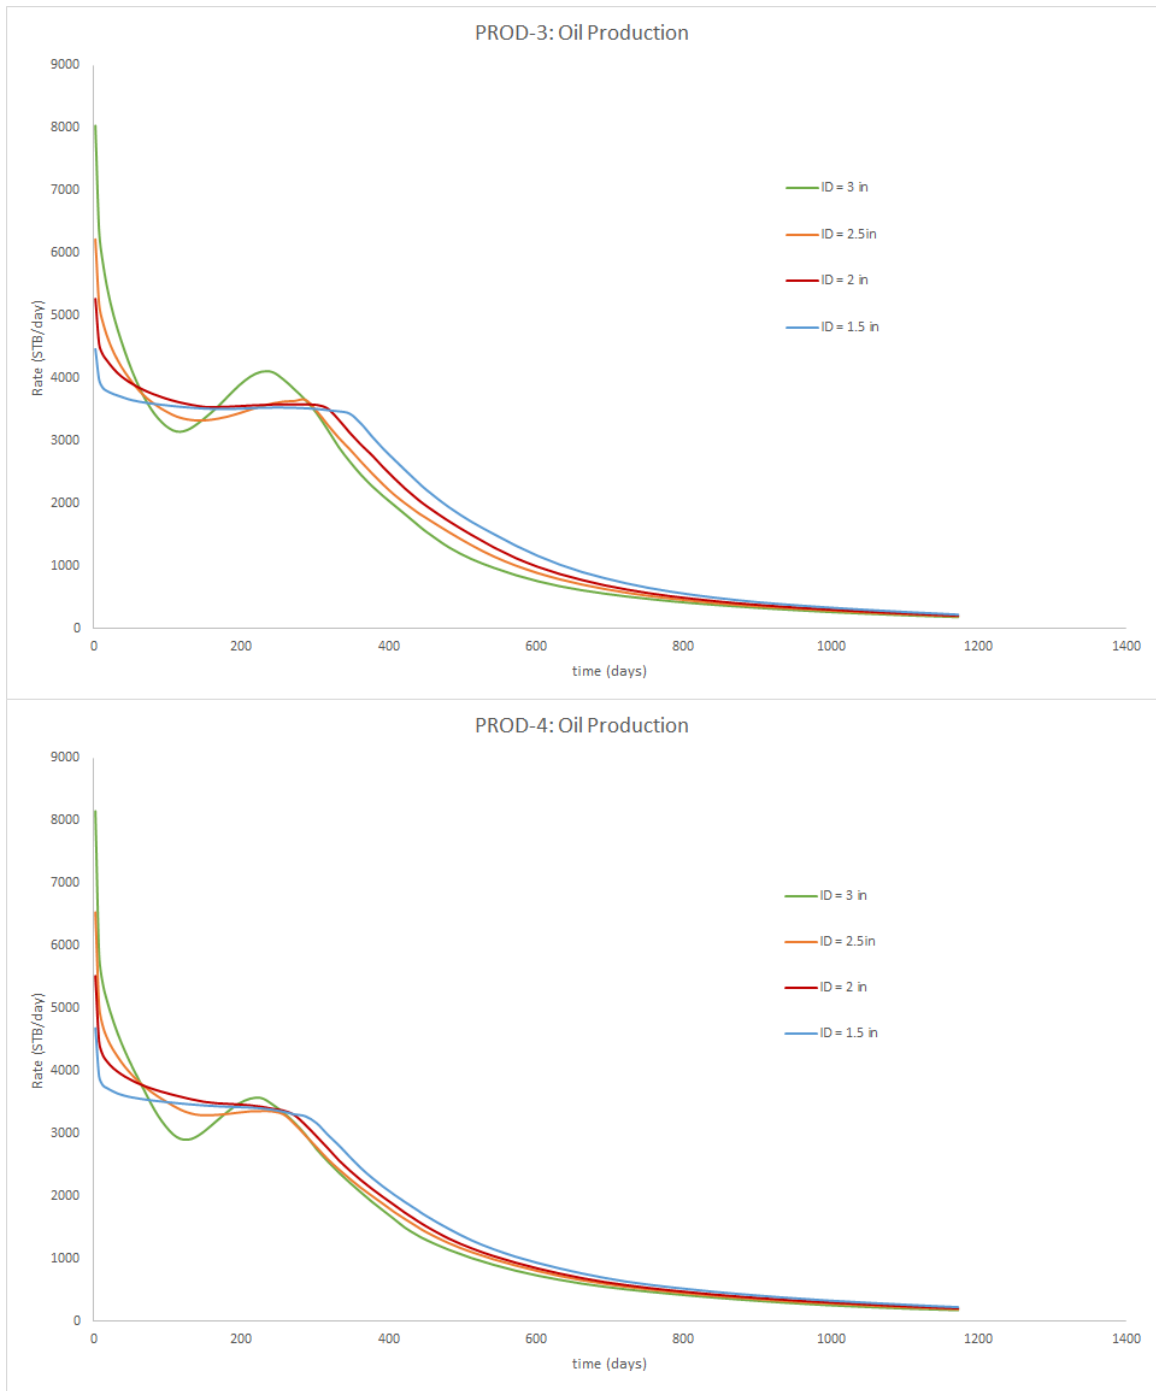 PROD-3: Oil Production
9000
8000
7000
6000
5000
4000
3000
2000
1000
0
Rate (STB/day)
ID = 3 in
ID = 2.5in
ID = 2 in
ID = 1.5 in
0 200 400 600 800 1000 1200 1400
time (days)
PROD-4: Oil Production
9000
8000
7000
6000
5000
4000
3000
2000
1000
0
Rate (STB/day)
ID = 3 in
ID = 2.5in
ID = 2 in
ID = 1.5 in
0 200 400 600 800 1000 1200 1400
time (days)